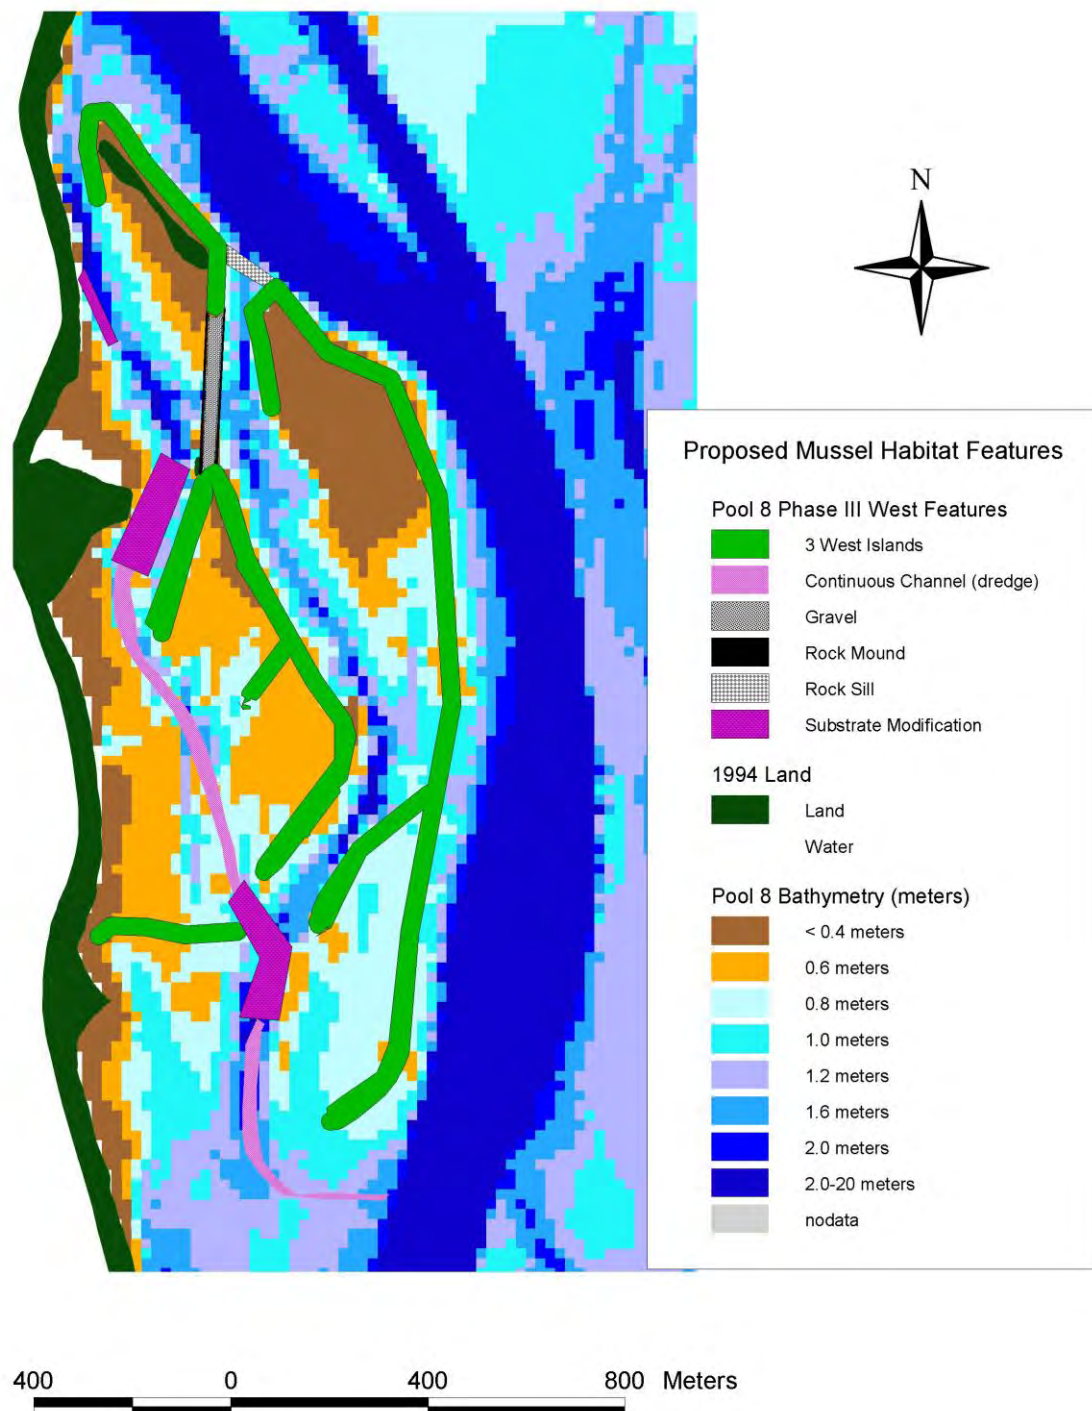 N
Proposed Mussel Habitat Features
Pool 8 Phase III West Features
3 West Islands
Continuous Channel (dredge)
Gravel
Rock Mound
Rock Sill
Substrate Modification
1994 Land
Land
Water
Pool 8 Bathymetry (meters)
< 0.4 meters
0.6 meters
0.8 meters
1.0 meters
1.2 meters
1.6 meters
2.0 meters
2.0-20 meters
nodata
400 0 400 800 Meters